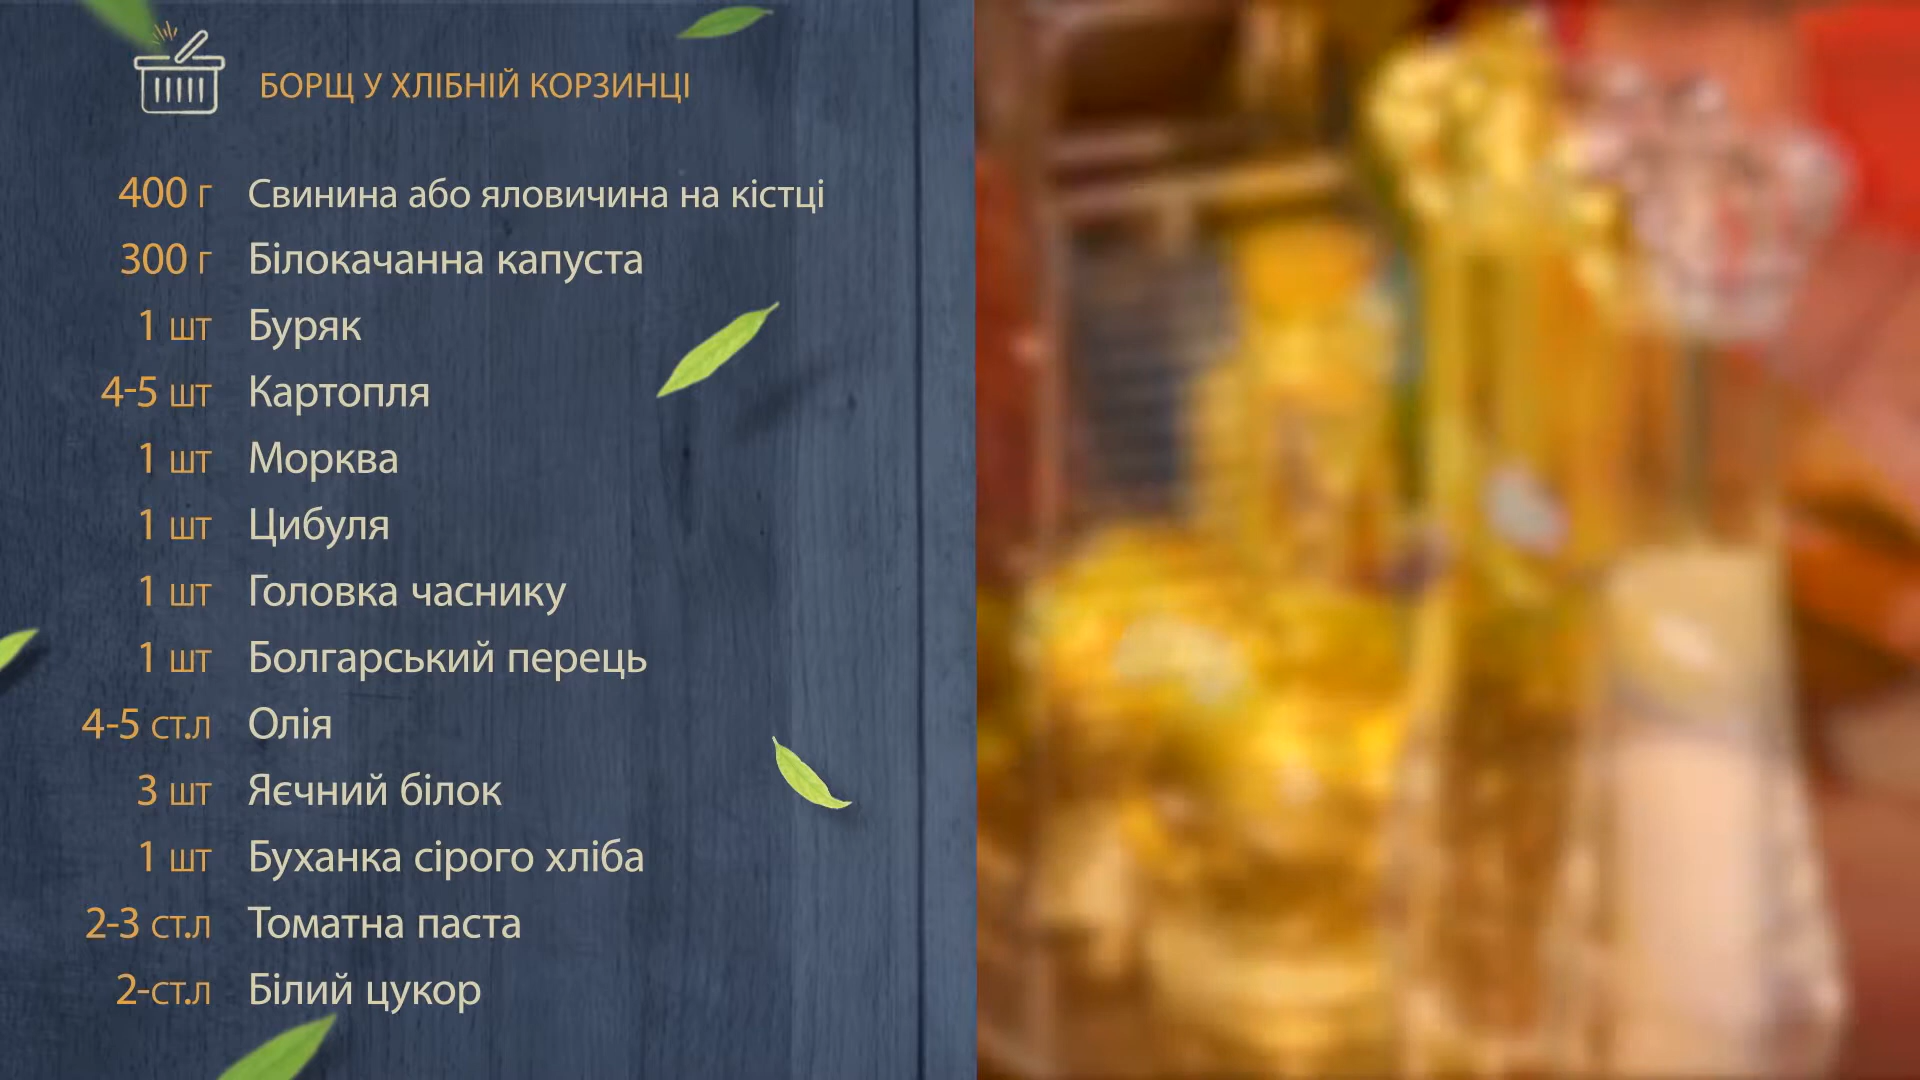 БОРЩ У ХЛІБНІЙ КОРЗИНЦІ
400 г Свинина або яловичина на кістці
300 г Білокачанна капуста
1 шт Буряк
4-5 шт Картопля
1 шт Морква
1 шт Цибуля
1 шт Головка часнику
1 шт Болгарський перець
4-5 ст.л Олія
3 шт Яєчний білок
1 шт Буханка сірого хліба
2-3 ст.л Томатна паста
2-ст.л Білий цукор